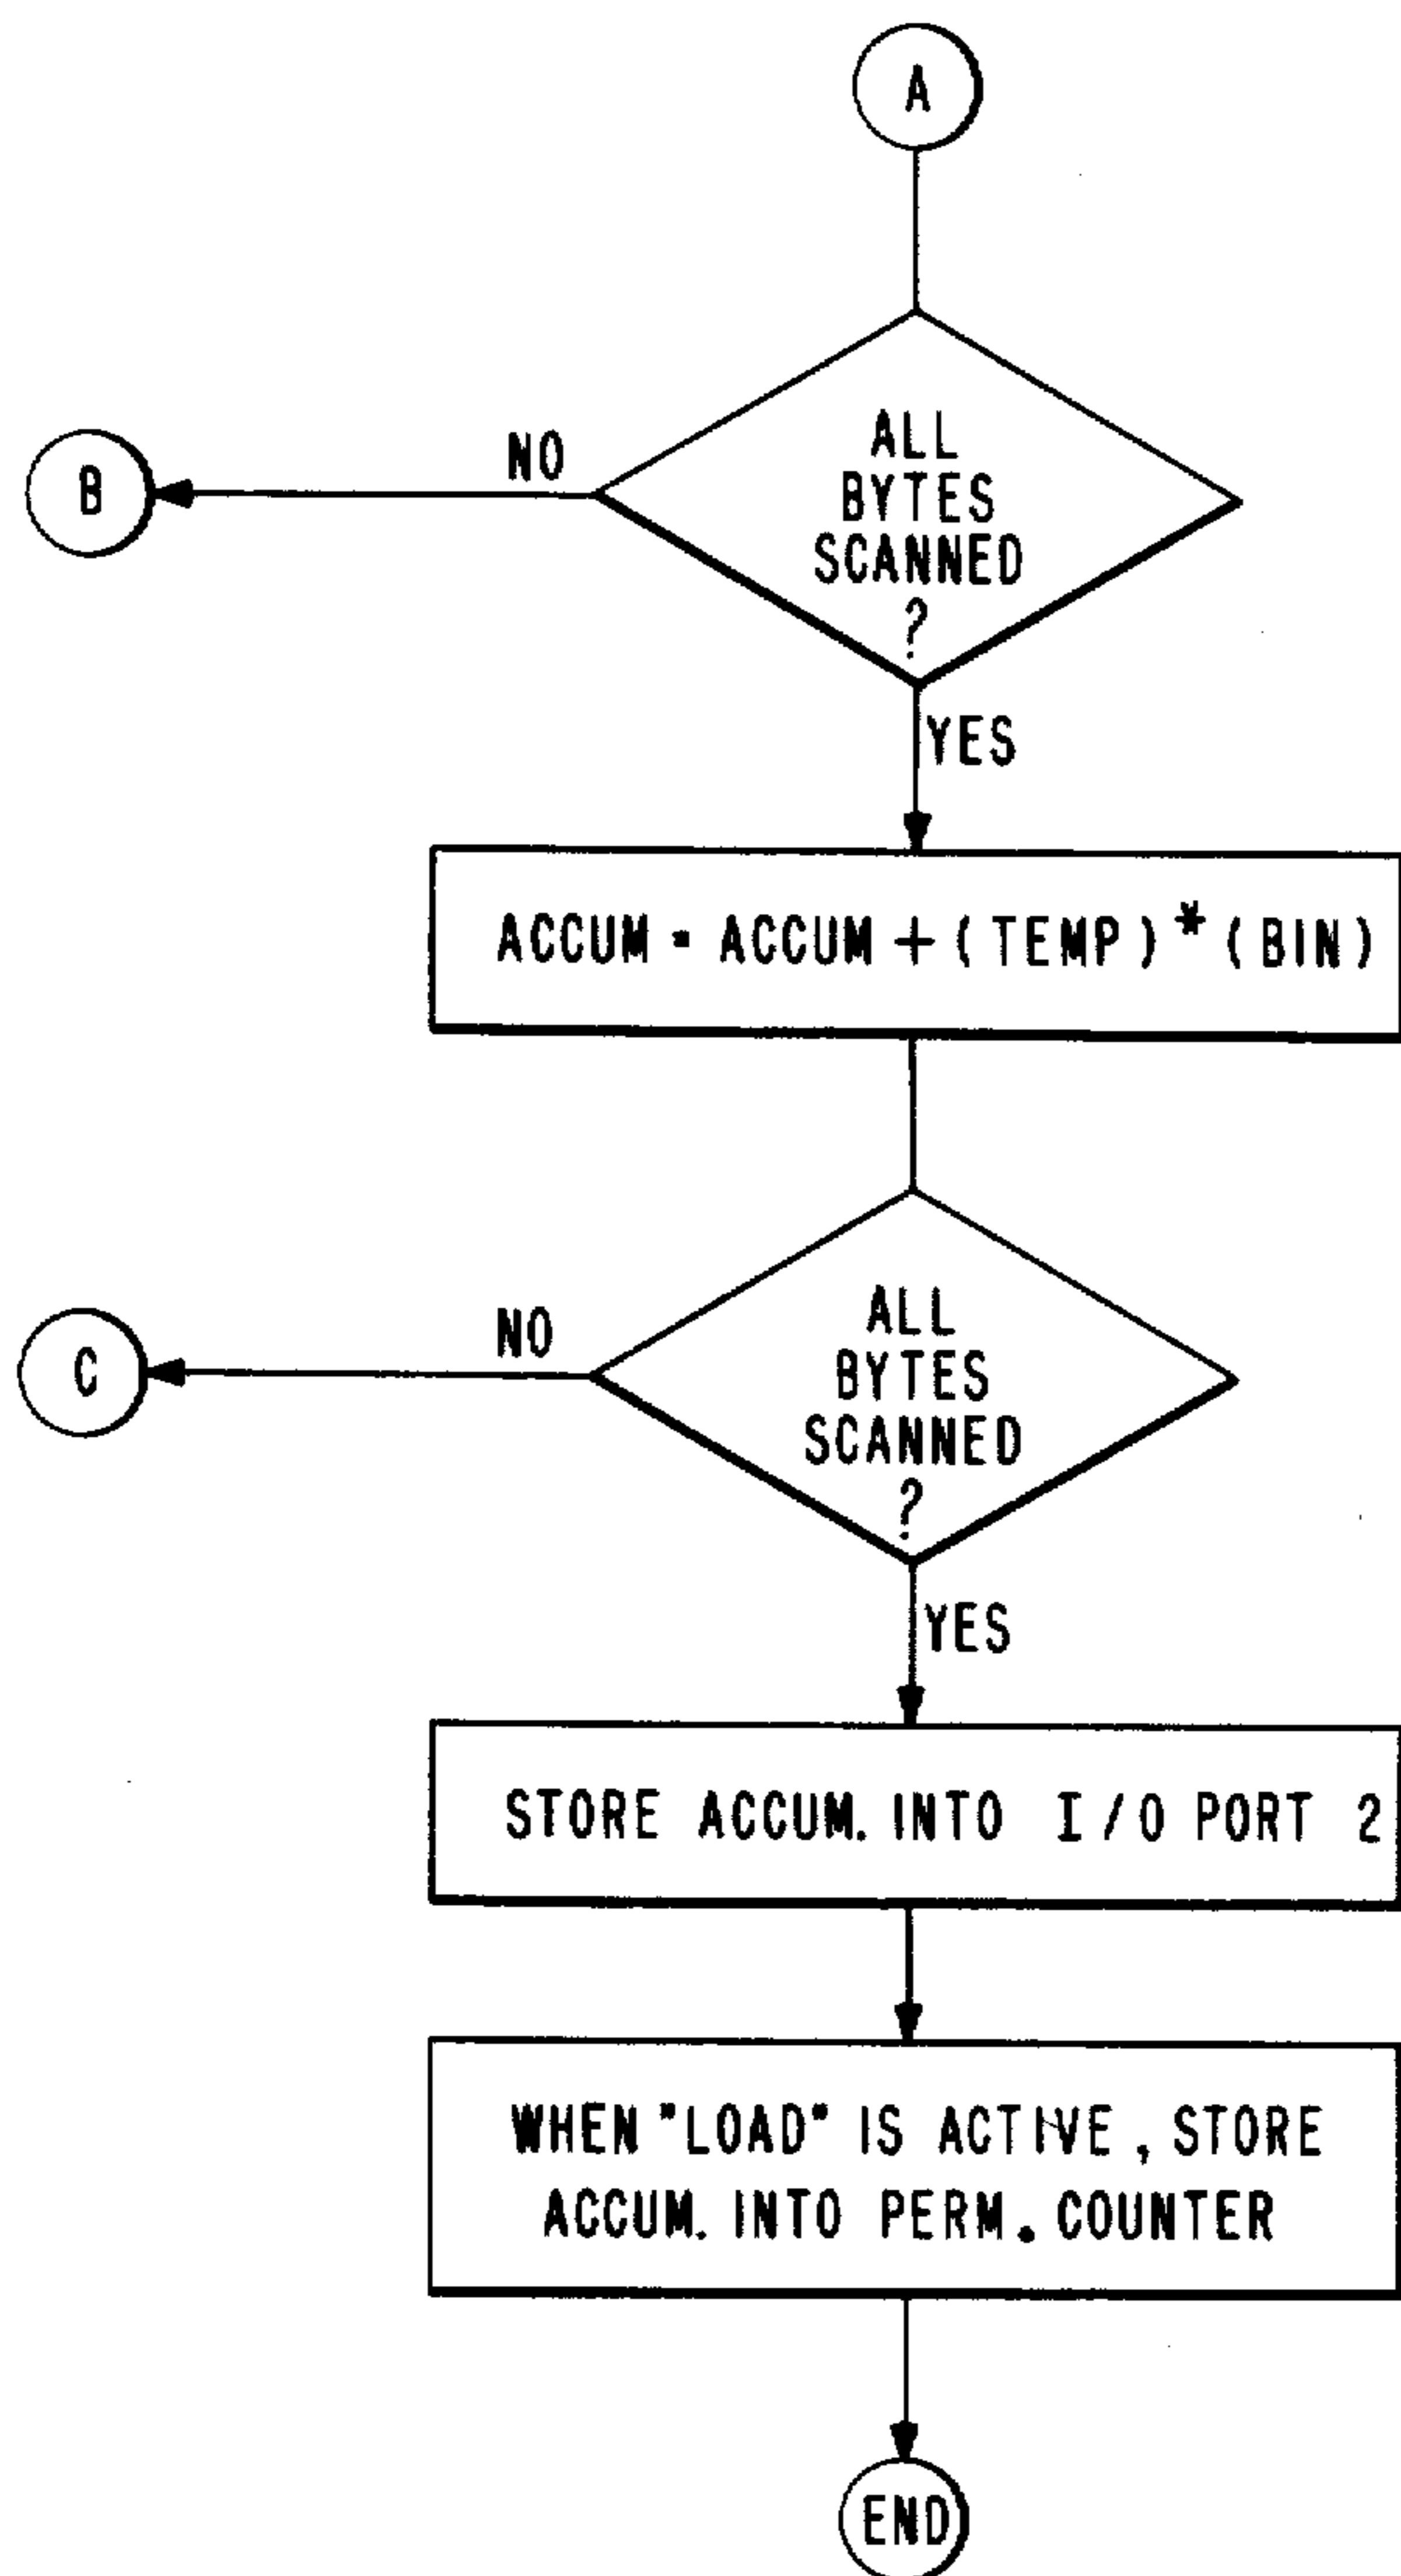 A
ALL
BYTES
SCANNED
?
NO
B
YES
ACCUM = ACCUM + (TEMP) * (BIN)
ALL
BYTES
SCANNED
?
NO
C
YES
STORE ACCUM. INTO I/O PORT 2
WHEN "LOAD" IS ACTIVE, STORE
ACCUM. INTO PERM. COUNTER
END